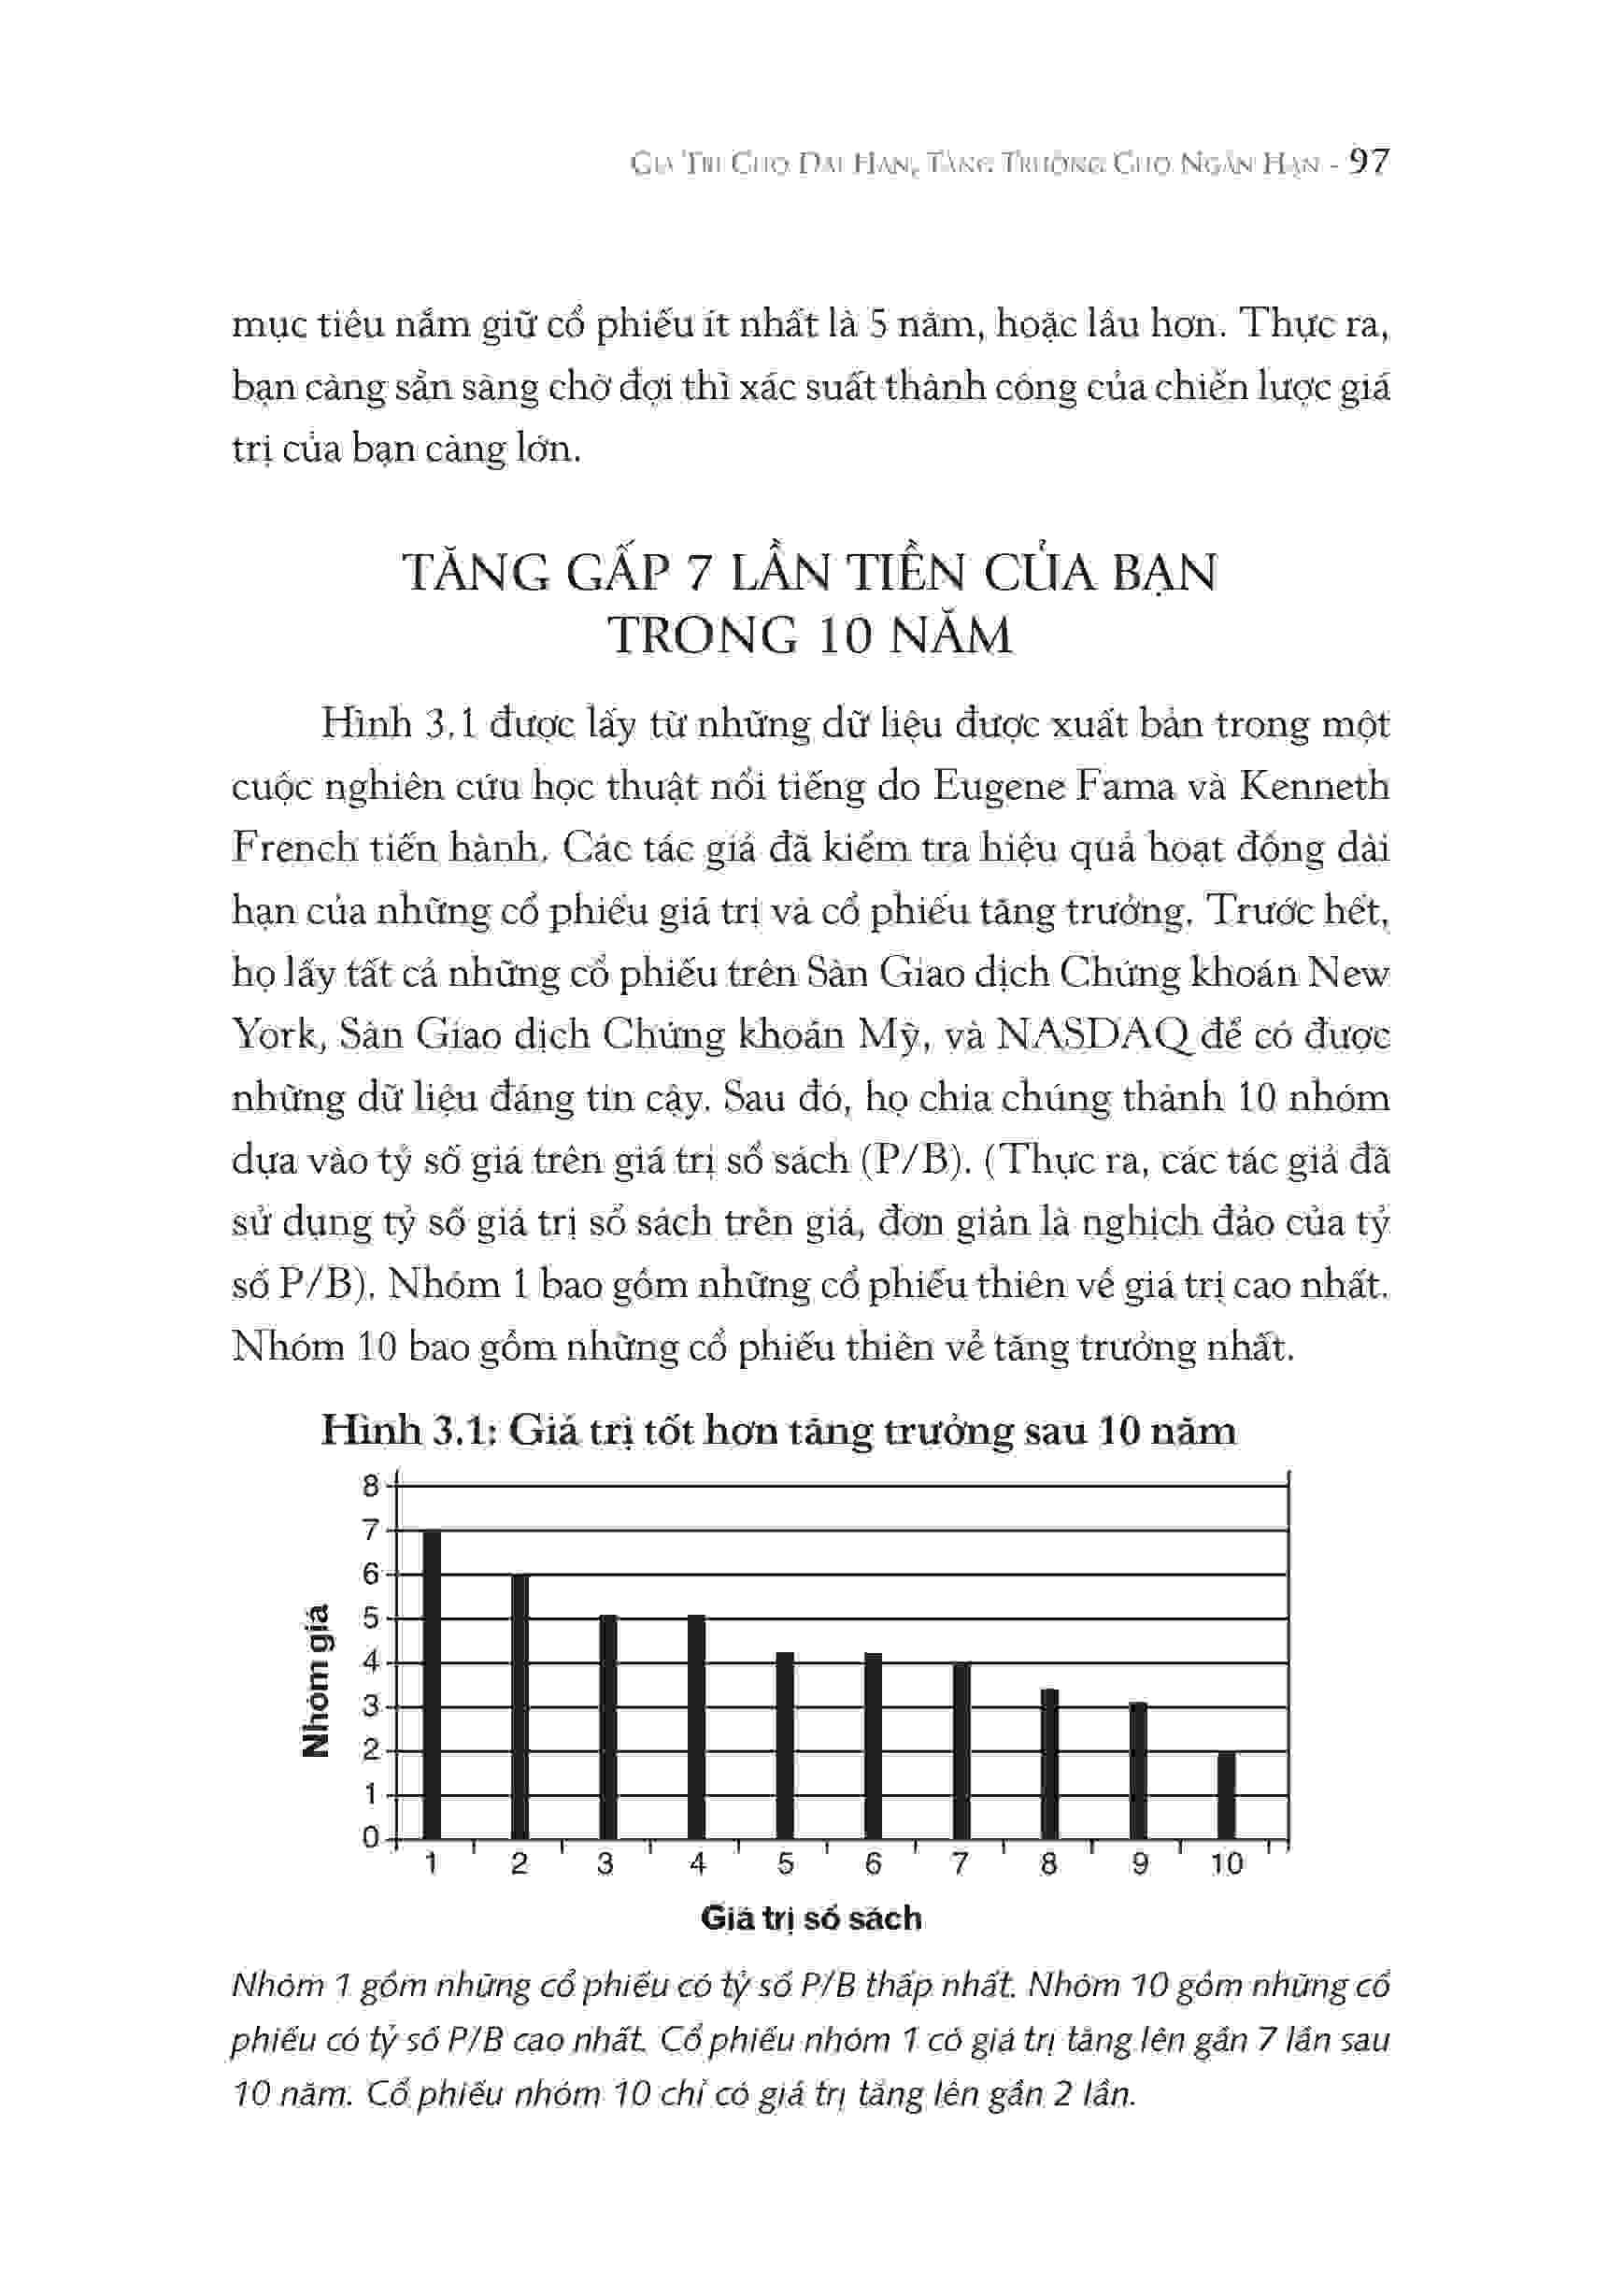 GIÁ TRỊ CHO DÀI HẠN, TĂNG TRƯỞNG CHO NGẮN HẠN - 97
mục tiêu nắm giữ cổ phiếu ít nhất là 5 năm, hoặc lâu hơn. Thực ra,
bạn càng sẵn sàng chờ đợi thì xác suất thành công của chiến lược giá
trị của bạn càng lớn.
TĂNG GẤP 7 LẦN TIỀN CỦA BẠN
TRONG 10 NĂM
Hình 3.1 được lấy từ những dữ liệu được xuất bản trong một
cuộc nghiên cứu học thuật nổi tiếng do Eugene Fama và Kenneth
French tiến hành. Các tác giả đã kiểm tra hiệu quả hoạt động dài
hạn của những cổ phiếu giá trị và cổ phiếu tăng trưởng. Trước hết,
họ lấy tất cả những cổ phiếu trên Sàn Giao dịch Chứng khoán New
York, Sàn Giao dịch Chứng khoán Mỹ, và NASDAQ để có được
những dữ liệu đáng tin cậy. Sau đó, họ chia chúng thành 10 nhóm
dựa vào tỷ số giá trên giá trị sổ sách (P/B). (Thực ra, các tác giả đã
sử dụng tỷ số giá trị sổ sách trên giá, đơn giản là nghịch đảo của tỷ
số P/B). Nhóm 1 bao gồm những cổ phiếu thiên về giá trị cao nhất.
Nhóm 10 bao gồm những cổ phiếu thiên về tăng trưởng nhất.
Hình 3.1: Giá trị tốt hơn tăng trưởng sau 10 năm
8
7
6
5
4
3
2
1
0
Nhóm giá
1 2 3 4 5 6 7 8 9 10
Giá trị sổ sách
Nhóm 1 gồm những cổ phiếu có tỷ số P/B thấp nhất. Nhóm 10 gồm những cổ
phiếu có tỷ số P/B cao nhất. Cổ phiếu nhóm 1 có giá trị tăng lên gần 7 lần sau
10 năm. Cổ phiếu nhóm 10 chỉ có giá trị tăng lên gần 2 lần.